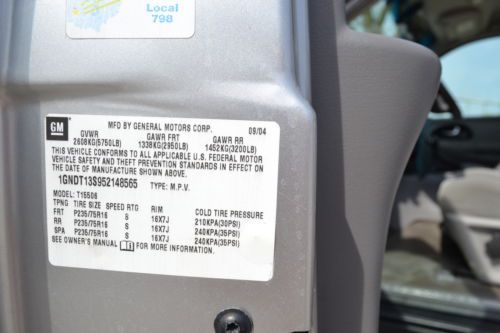 Local
798
GM
MFD BY GENERAL MOTORS CORP. 09/04
GVWR GAWR FRT GAWR RR
2608KG(5750LB) 1338KG(2950LB) 1452KG(3200LB)
THIS VEHICLE CONFORMS TO ALL APPLICABLE U.S. FEDERAL MOTOR
VEHICLE SAFETY AND THEFT PREVENTION STANDARDS IN EFFECT
ON THE DATE OF MANUFACTURE SHOWN ABOVE.
1GNDT13S952148565 TYPE: M.P.V.
MODEL: T15506
TPNG TIRE SIZE SPEED RTG RIM COLD TIRE PRESSURE
FRT P235/75R16 S 16X7J 210KPA(30PSI)
RR P235/75R16 S 16X7J 240KPA(35PSI)
SPA P235/75R16 S 16X7J 240KPA(35PSI)
SEE OWNER'S MANUAL FOR MORE INFORMATION.